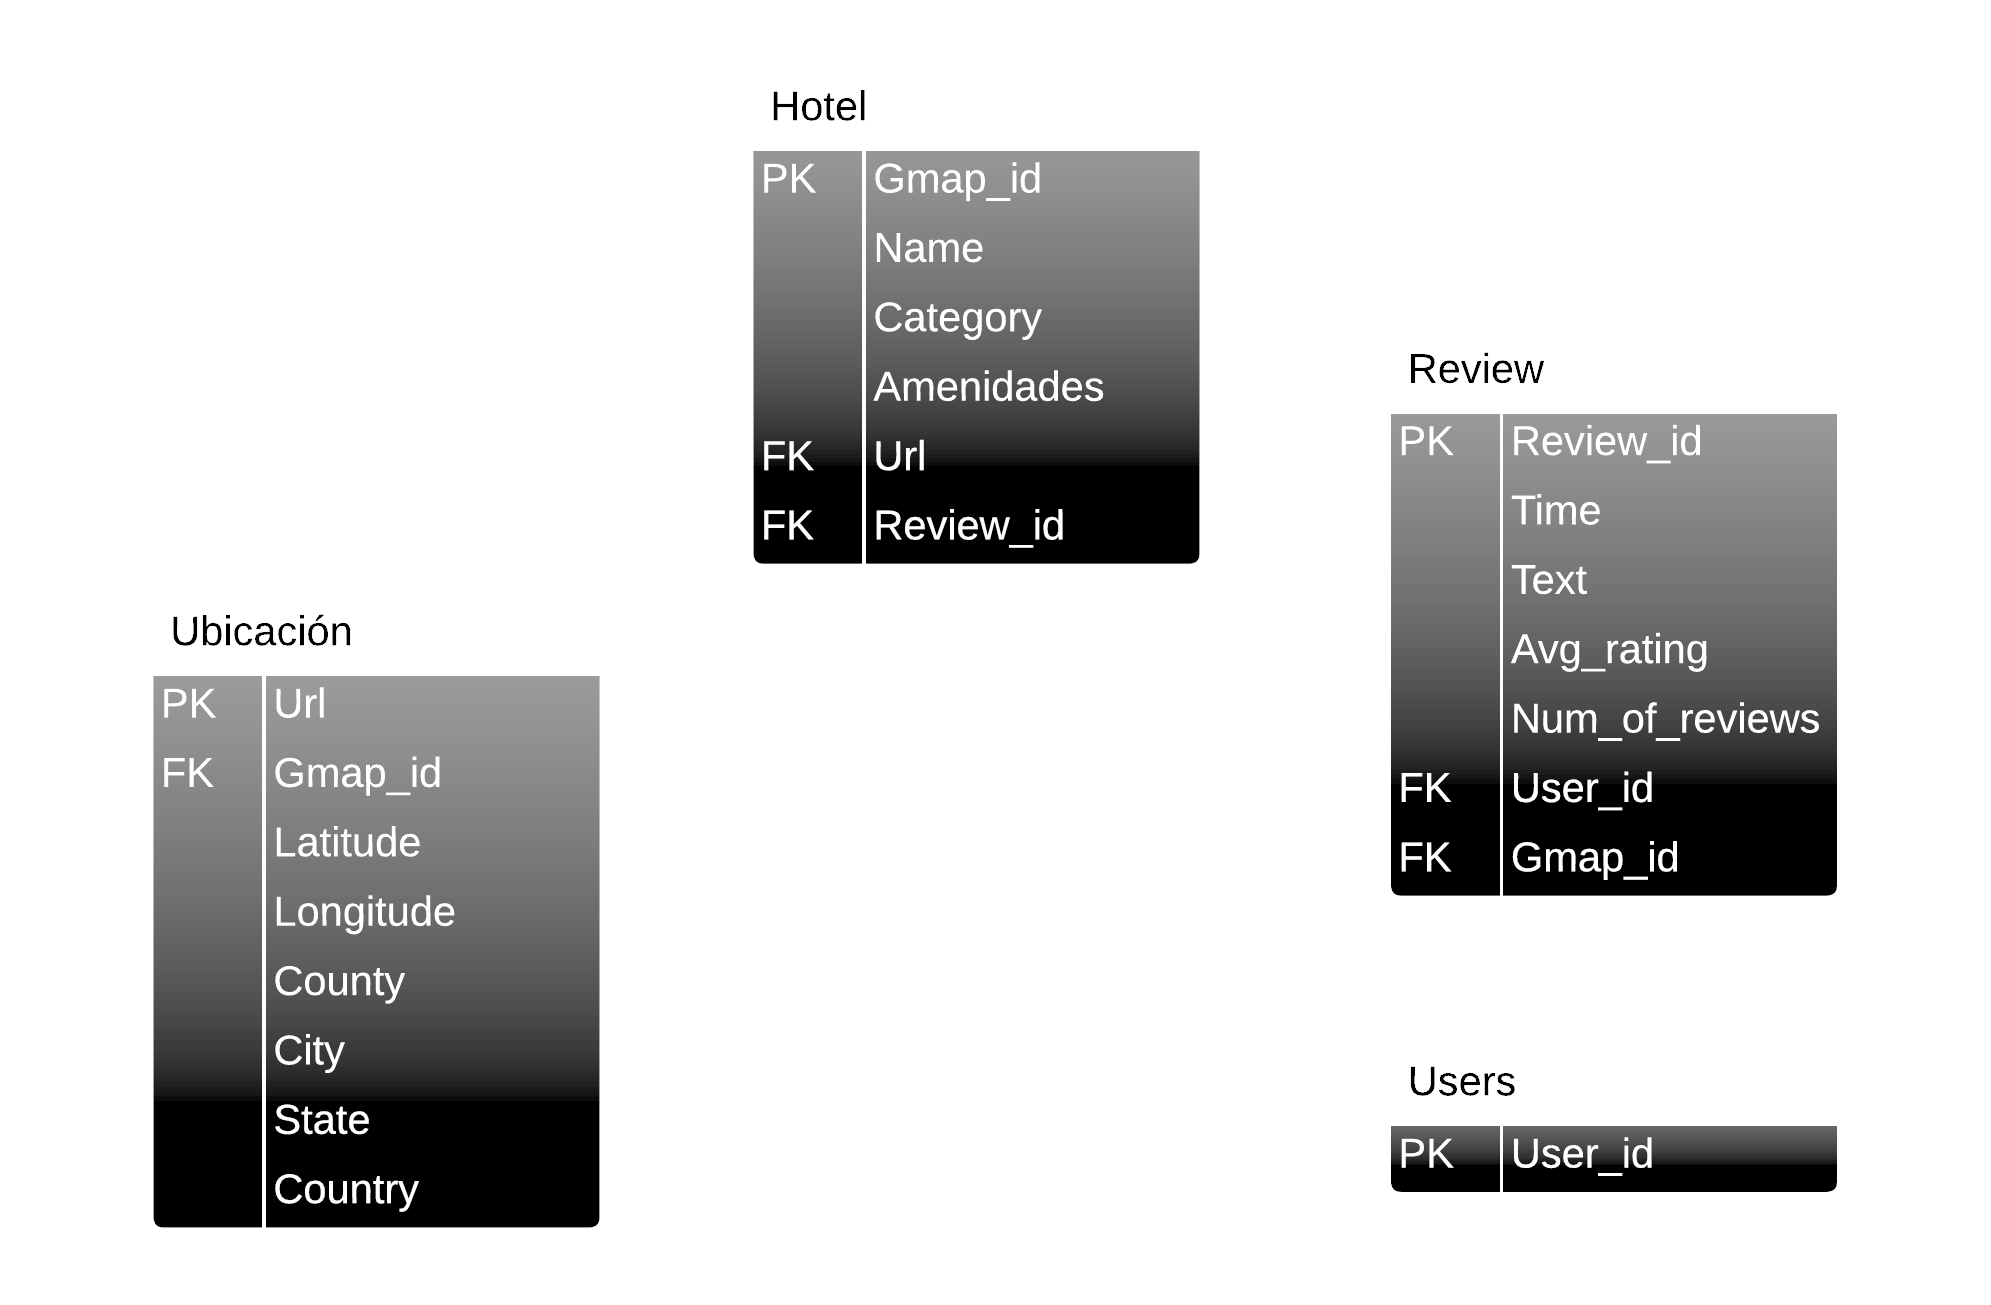 Hotel
PK Gmap_id
Name
Category
Amenidades
FK Url
FK Review_id
Review
PK Review_id
Time
Text
Avg_rating
Num_of_reviews
FK User_id
FK Gmap_id
Ubicación
PK Url
FK Gmap_id
Latitude
Longitude
County
City
State
Country
Users
PK User_id